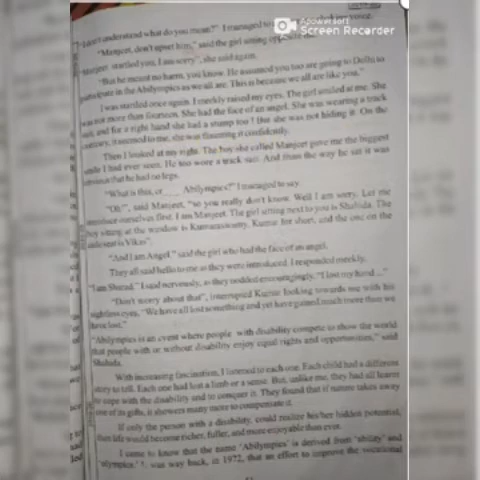 "I don't understand what do you mean?" I managed to
"Manjeet, don't upset him," said the girl sitting opposite
Apowersoft
Screen Recorder
Manjeet startled you, I am sorry", she said again.
"But he meant no harm, you know. He assumed you too are going to Delhi to
participate in the Abilympics as we all are. This is because we all are like you."
I was startled once again. I meekly raised my eyes. The girl smiled at me. She
was not more than fourteen. She had the face of an angel. She was wearing a track
suit, and for a right hand she had a stump too! But she was not hiding it. On the
contrary, it seemed to me, she was flaunting it confidently.
Then I looked at my right. The boy she called Manjeet gave me the biggest
smile I had ever seen. He too wore a track suit. And from the way he sat it was
obvious that he had no legs.
"What is this, or ____ Abilympics?" I managed to say.
"Oh", said Manjeet, "so you really don't know. Well I am sorry. Let me
introduce ourselves first. I am Manjeet. The girl sitting next to you is Shahida. The
boy sitting at the window is Kumaraswamy, Kumar for short, and the one on the
is Vikas".
"And I am Angel" said the girl who had the face of an angel.
They all said hello to me as they were introduced. I responded meekly.
"I am Sharad." I said nervously, as they nodded encouragingly. "I lost my hand..."
"Don't worry about that", interrupted Kumar looking towards me with his
sightless eyes, "We have all lost something and yet have gained much more than we
have lost."
"Abilympics is an event where people with disability compete to show the world
that people with or without disability enjoy equal rights and opportunities," said
Shahida.
With increasing fascination, I listened to each one. Each child had a different
story to tell. Each one had lost a limb or a sense. But, unlike me, they had all learnt
to cope with the disability and to conquer it. They found that if nature takes away
one of its gifts, it showers many more to compensate it.
If only the person with a disability, could realize his/her hidden potential,
then life would become richer, fuller, and more enjoyable than ever.
I came to know that the name 'Abilympics' is derived from 'ability' and
'olympics'. was way back, in 1972, that an effort to improve the vocational